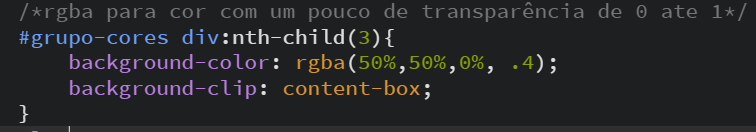 /*rgba para cor com um pouco de transparência de 0 ate 1*/
#grupo-cores div:nth-child(3){
    background-color: rgba(50%,50%,0%, .4);
    background-clip: content-box;
}